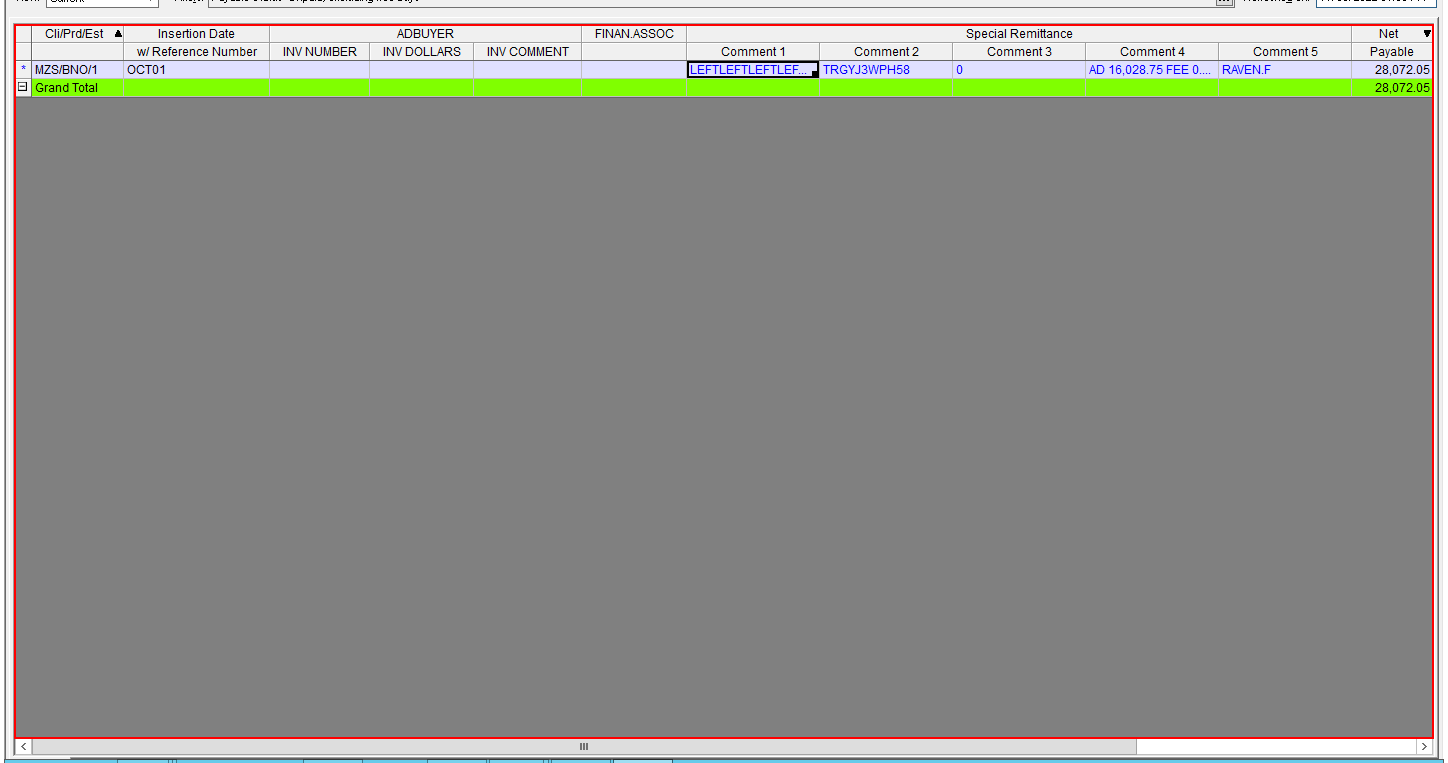 Cli/Prd/Est Insertion Date ADBUYER FINAN.ASSOC Special Remittance Net
w/ Reference Number INV NUMBER INV DOLLARS INV COMMENT Comment 1 Comment 2 Comment 3 Comment 4 Comment 5 Payable
* MZS/BNO/1 OCT01 LEFTLEFTLEFTLEF... TRGYJ3WPH58 0 AD 16,028.75 FEE 0.... RAVEN.F 28,072.05
Grand Total 28,072.05